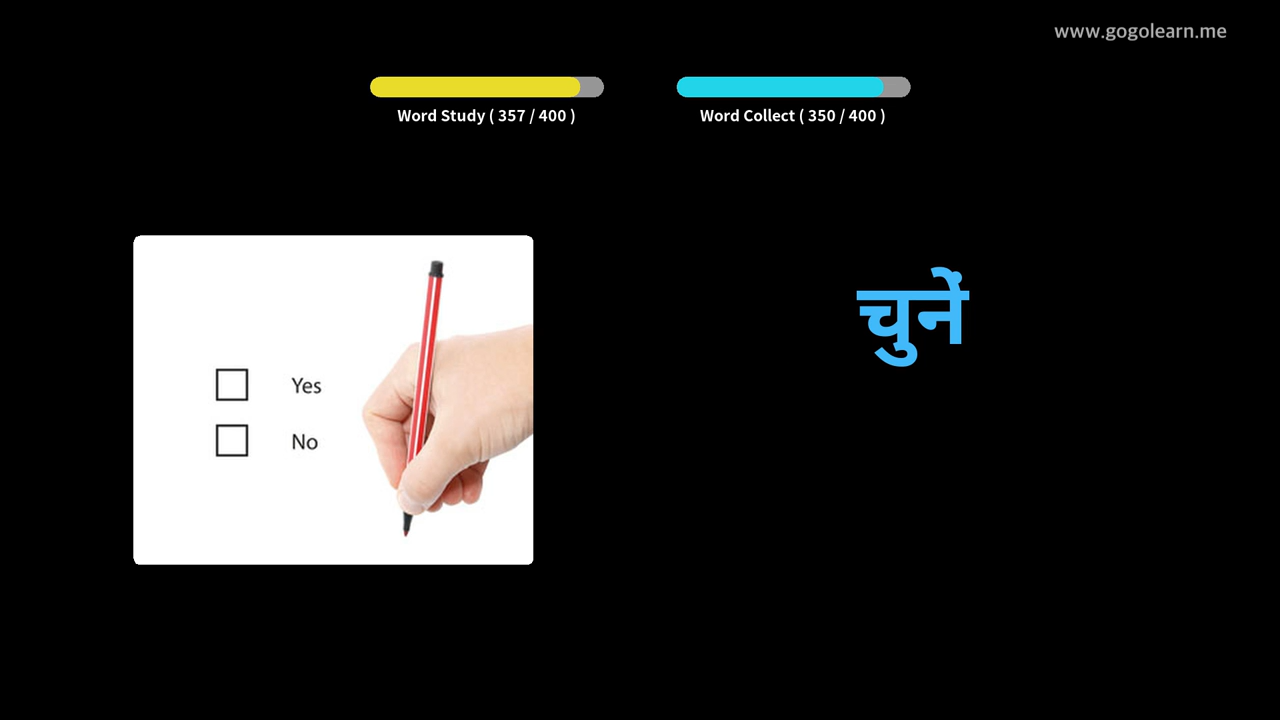 www.gogolearn.me
Word Study ( 357 / 400 )
Word Collect ( 350 / 400 )
चुनें
Yes
No